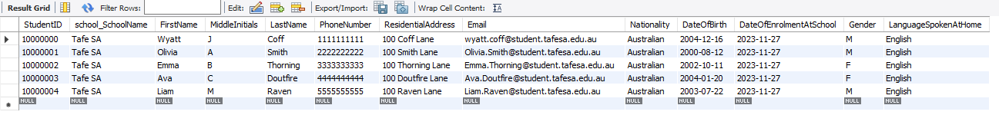 Result Grid Filter Rows: Edit: Export/Import: Wrap Cell Content: IA
StudentID school_SchoolName FirstName MiddleInitials LastName PhoneNumber ResidentialAddress Email Nationality DateOfBirth DateOfEnrolmentAtSchool Gender LanguageSpokenAtHome
10000000 Tafe SA Wyatt J Coff 1111111111 100 Coff Lane wyatt.coff@student.tafesa.edu.au Australian 2004-12-16 2023-11-27 M English
10000001 Tafe SA Olivia A Smith 2222222222 100 Smith Lane Olivia.Smith@student.tafesa.edu.au Australian 2000-08-12 2023-11-27 M English
10000002 Tafe SA Emma B Thorning 3333333333 100 Thorning Lane Emma.Thorning@student.tafesa.edu.au Australian 2002-10-11 2023-11-27 F English
10000003 Tafe SA Ava C Doutfire 4444444444 100 Doutfire Lane Ava.Doutfire@student.tafesa.edu.au Australian 2004-01-20 2023-11-27 F English
10000004 Tafe SA Liam M Raven 5555555555 100 Raven Lane Liam.Raven@student.tafesa.edu.au Australian 2003-07-22 2023-11-27 M English
NULL NULL NULL NULL NULL NULL NULL NULL NULL NULL NULL NULL NULL